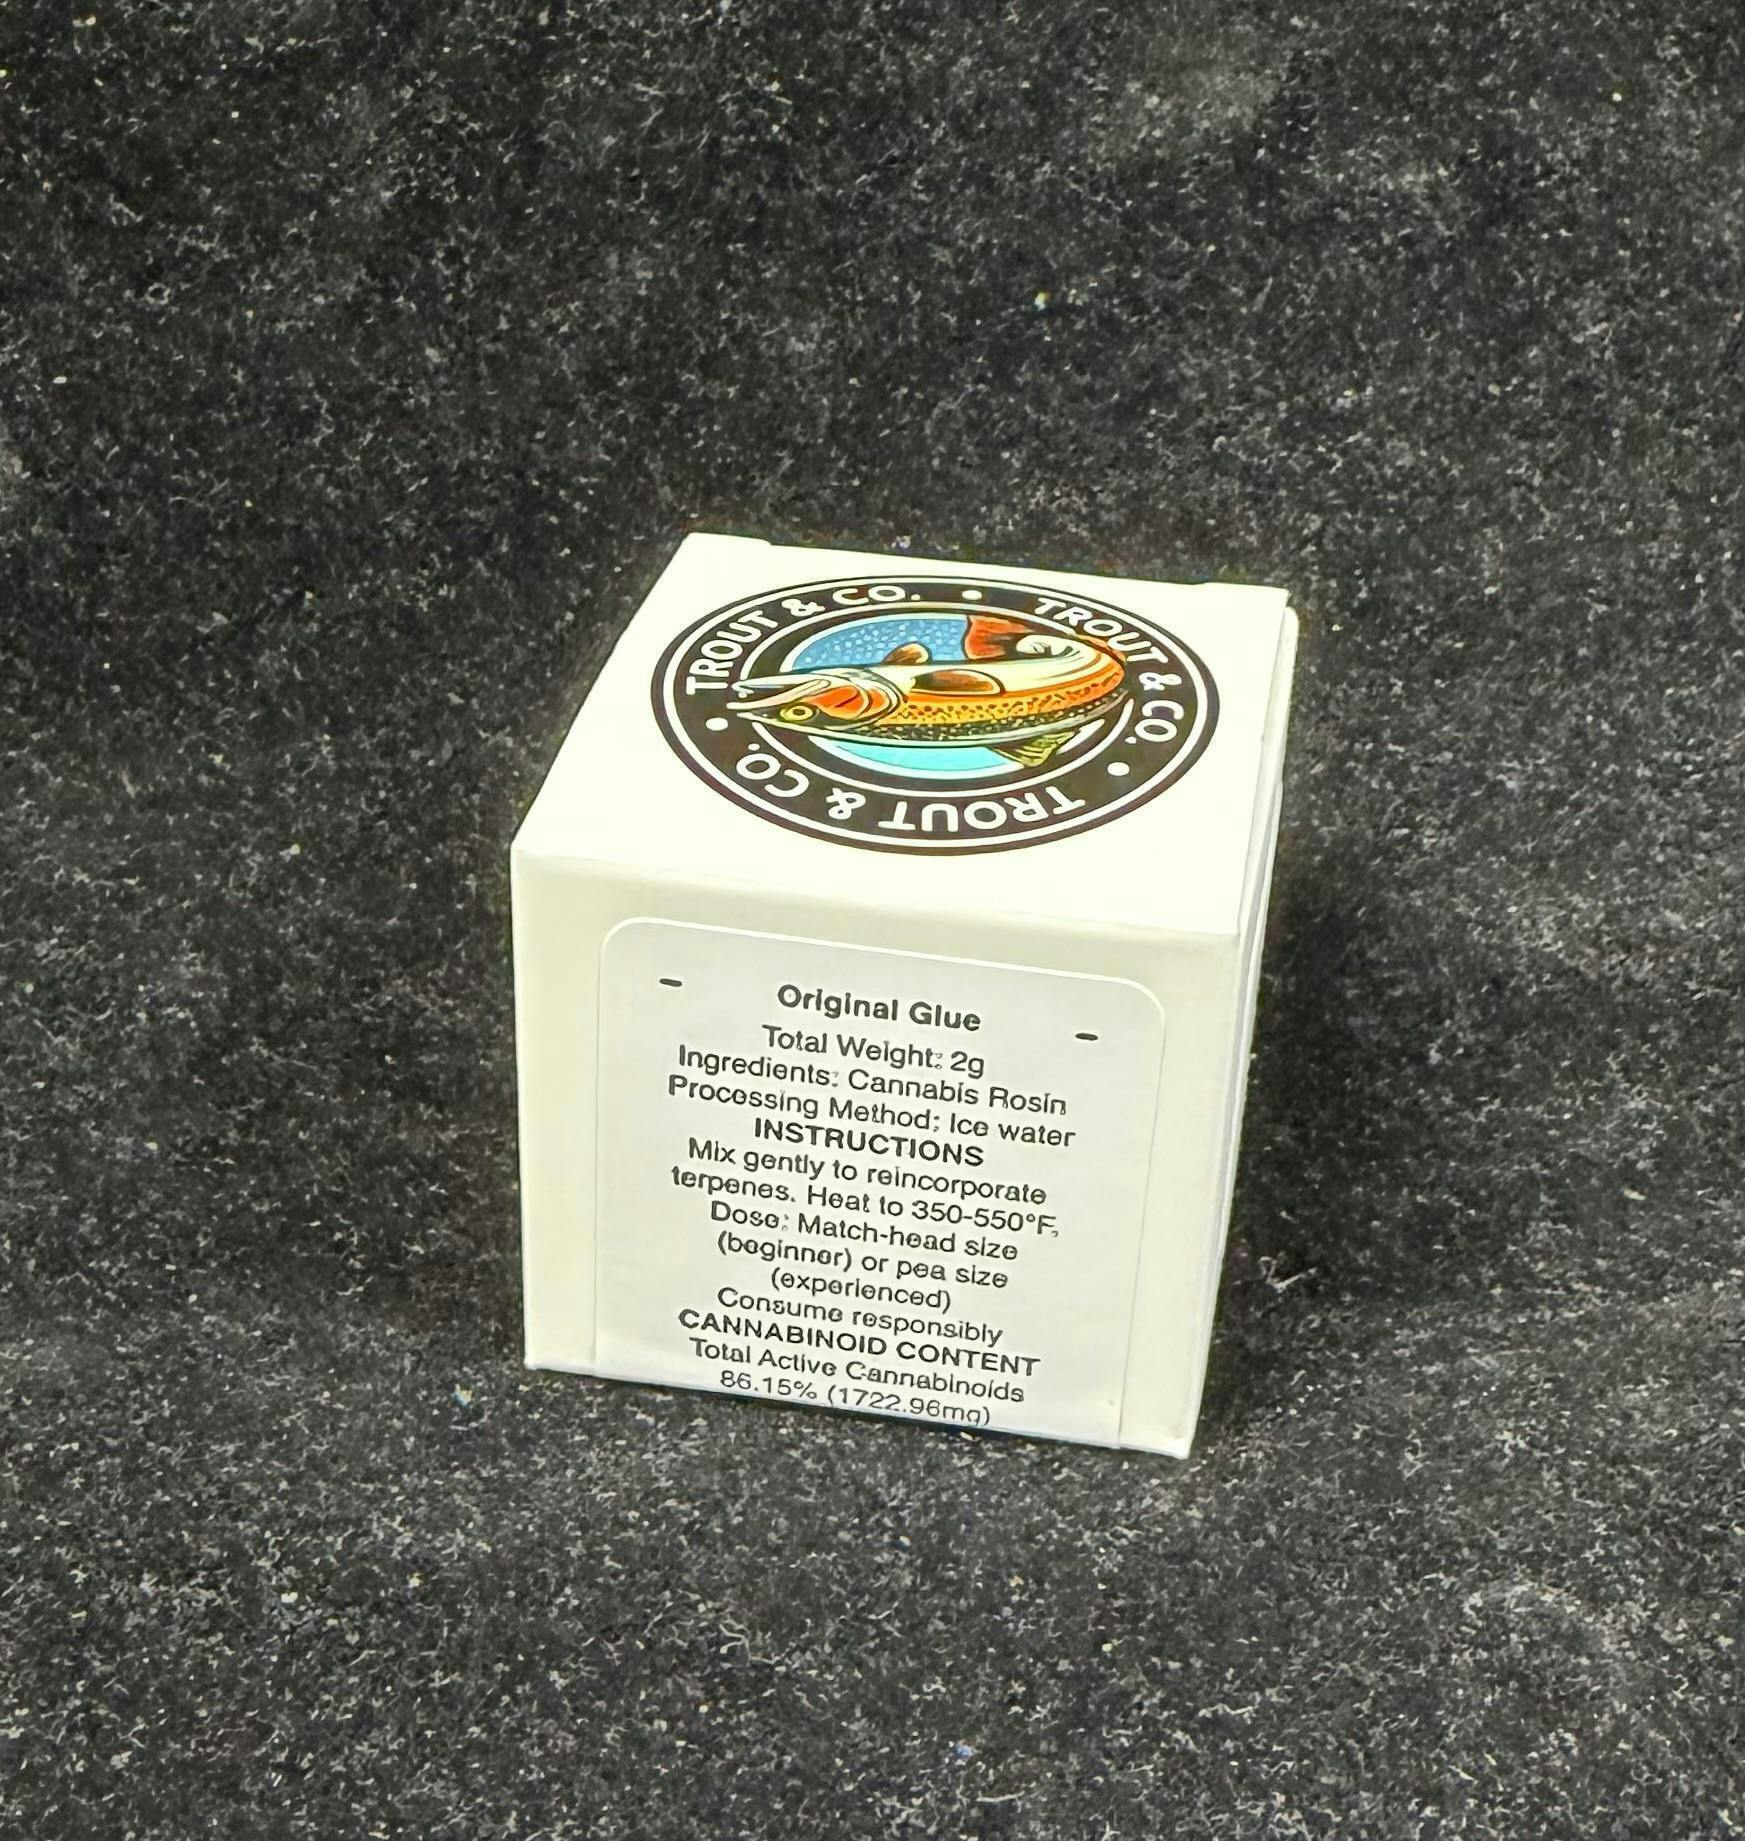 TROUT & CO. • TROUT & CO. • TROUT & CO. •
Original Glue
Total Weight: 2g
Ingredients: Cannabis Rosin
Processing Method; Ice water
INSTRUCTIONS
Mix gently to reincorporate
terpenes. Heat to 350-550°F,
Dose: Match-head size
(beginner) or pea size
(experienced)
Consume responsibly
CANNABINOID CONTENT
Total Active Cannabinoids
86.15% (1722.96mg)